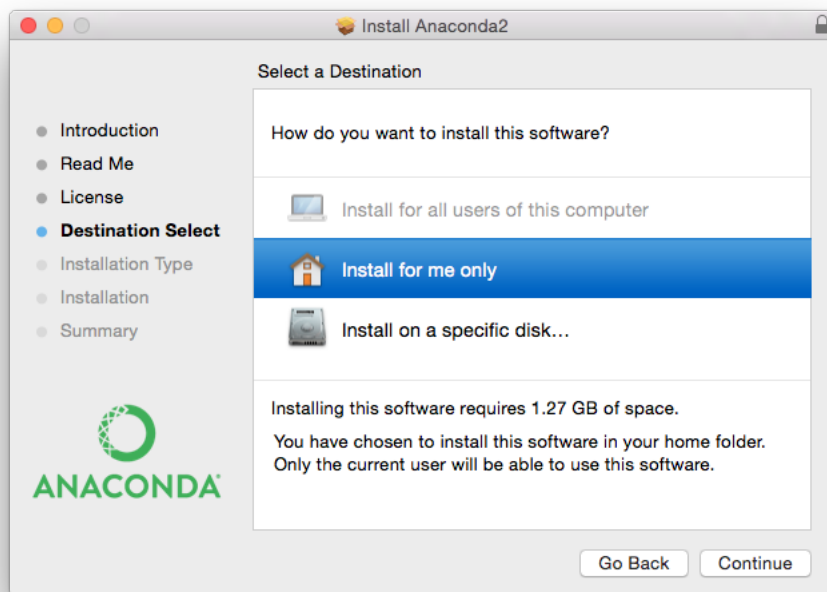 Install Anaconda2
Select a Destination
Introduction
Read Me
License
Destination Select
Installation Type
Installation
Summary
ANACONDA
How do you want to install this software?
Install for all users of this computer
Install for me only
Install on a specific disk...
Installing this software requires 1.27 GB of space.
You have chosen to install this software in your home folder.
Only the current user will be able to use this software.
Go Back
Continue